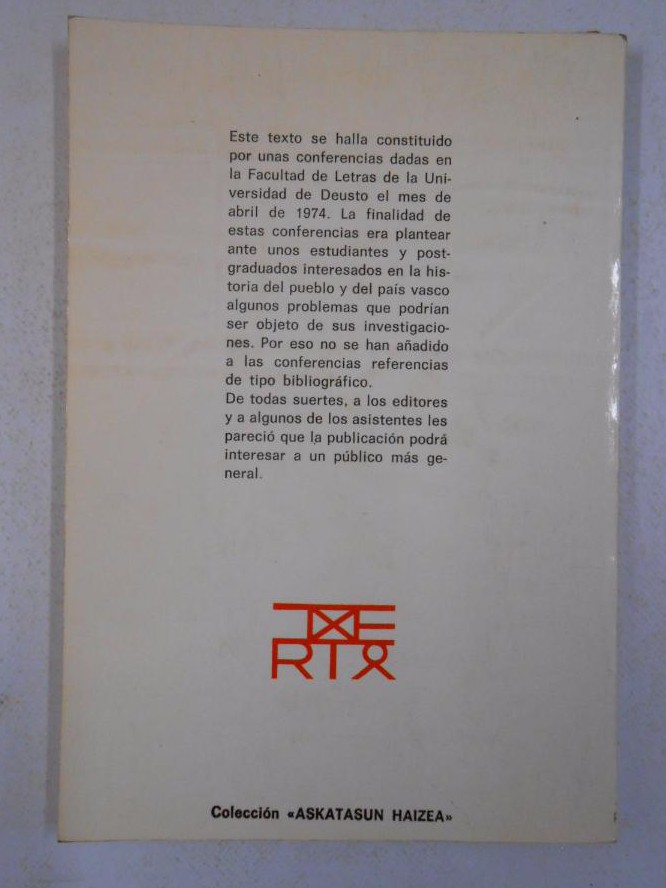 Este texto se halla constituido
por unas conferencias dadas en
la Facultad de Letras de la Uni-
versidad de Deusto el mes de
abril de 1974. La finalidad de
estas conferencias era plantear
ante unos estudiantes y post-
graduados interesados en la his-
toria del pueblo y del país vasco
algunos problemas que podrían
ser objeto de sus investigacio-
nes. Por eso no se han añadido
a las conferencias referencias
de tipo bibliográfico.
De todas suertes, a los editores
y a algunos de los asistentes les
pareció que la publicación podrá
interesar a un público más ge-
neral.
TXE
RTOA
Colección «ASKATASUN HAIZEA»